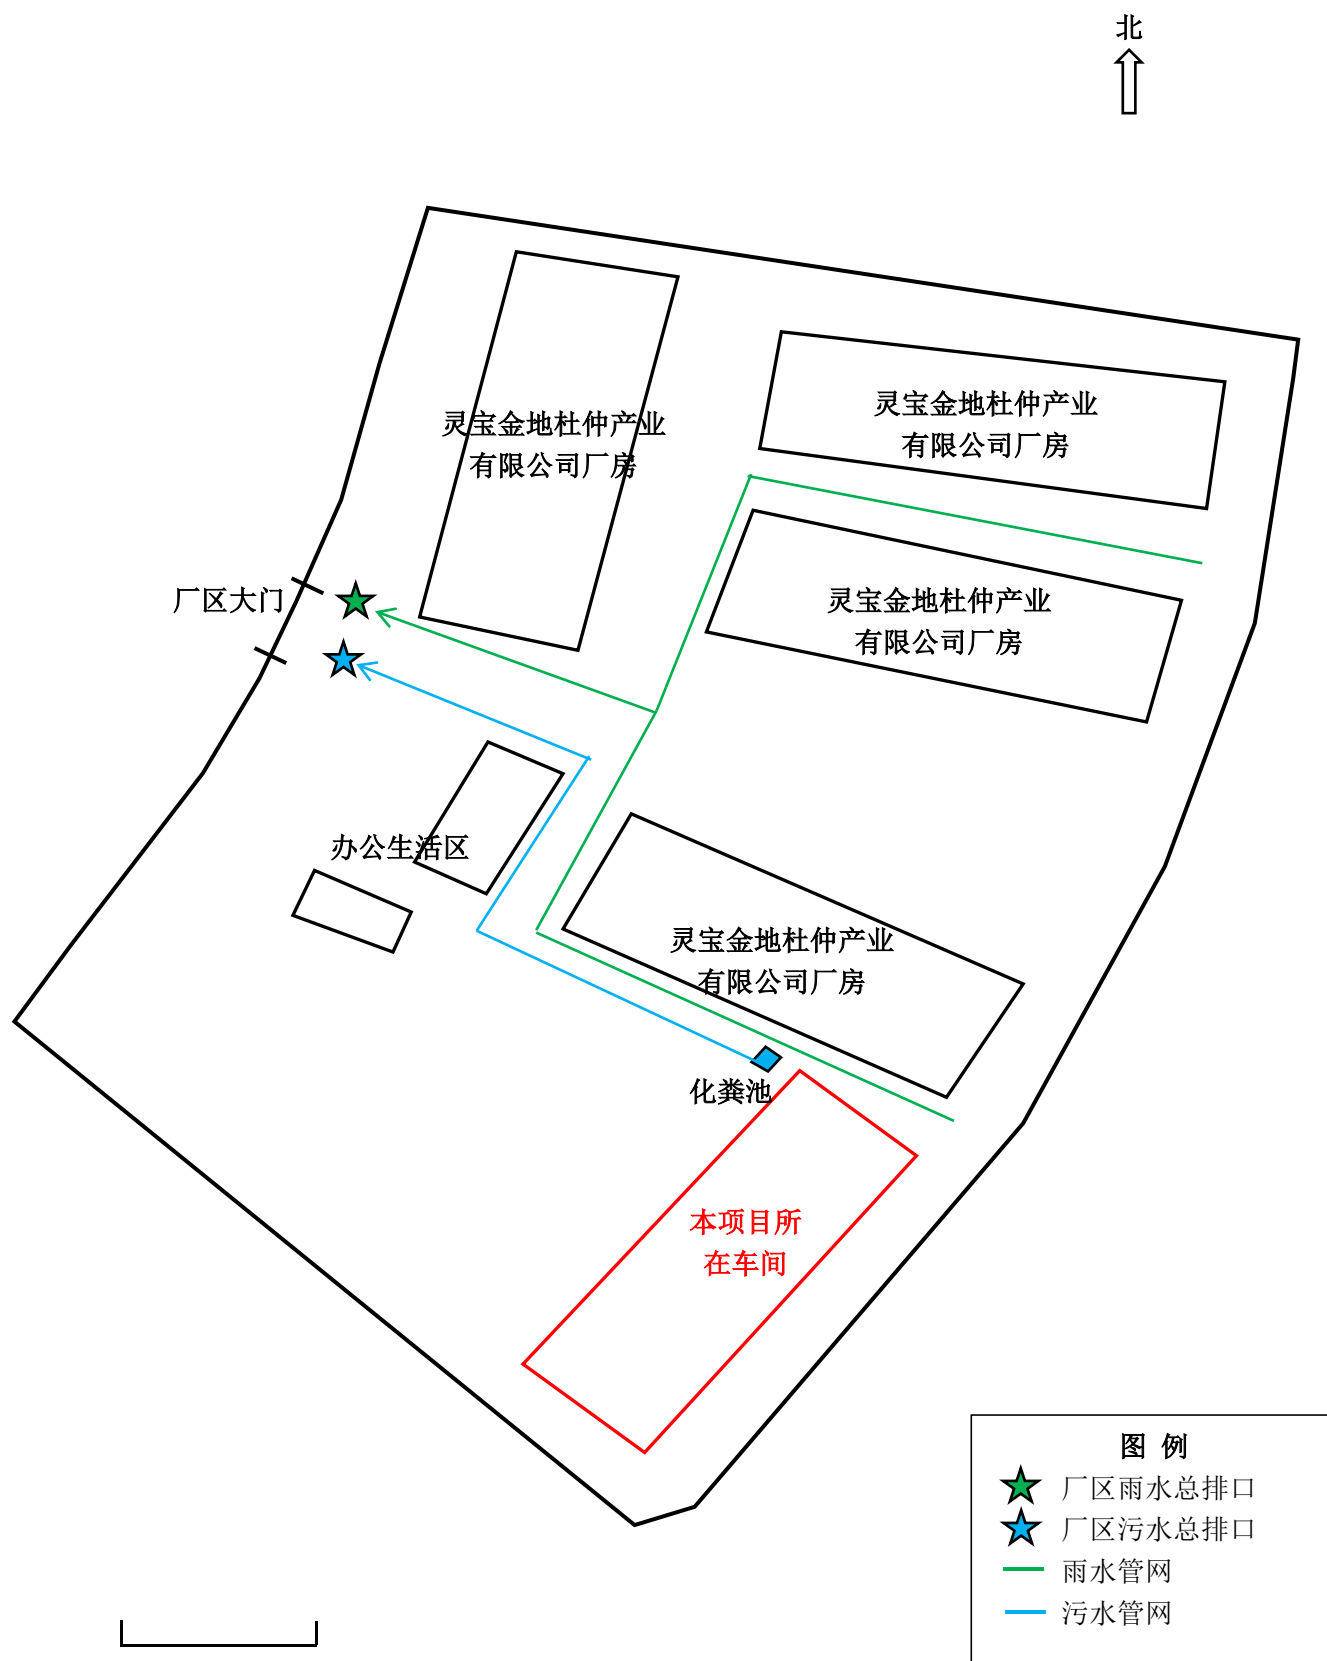 北
灵宝金地杜仲产业
有限公司厂房
灵宝金地杜仲产业
有限公司厂房
厂区大门
灵宝金地杜仲产业
有限公司厂房
办公生活区
灵宝金地杜仲产业
有限公司厂房
化粪池
本项目所
在车间
图 例
厂区雨水总排口
厂区污水总排口
雨水管网
污水管网